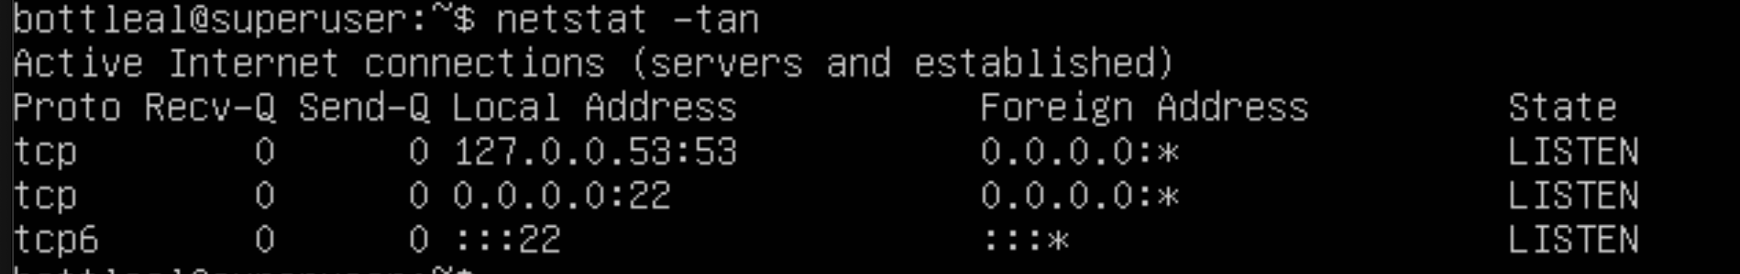 bottleal@superuser:~$ netstat -tan
Active Internet connections (servers and established)
Proto Recv-Q Send-Q Local Address           Foreign Address         State
tcp        0      0 127.0.0.53:53           0.0.0.0:*               LISTEN
tcp        0      0 0.0.0.0:22              0.0.0.0:*               LISTEN
tcp6       0      0 :::22                   :::*                    LISTEN
bottleal@superuser:~$